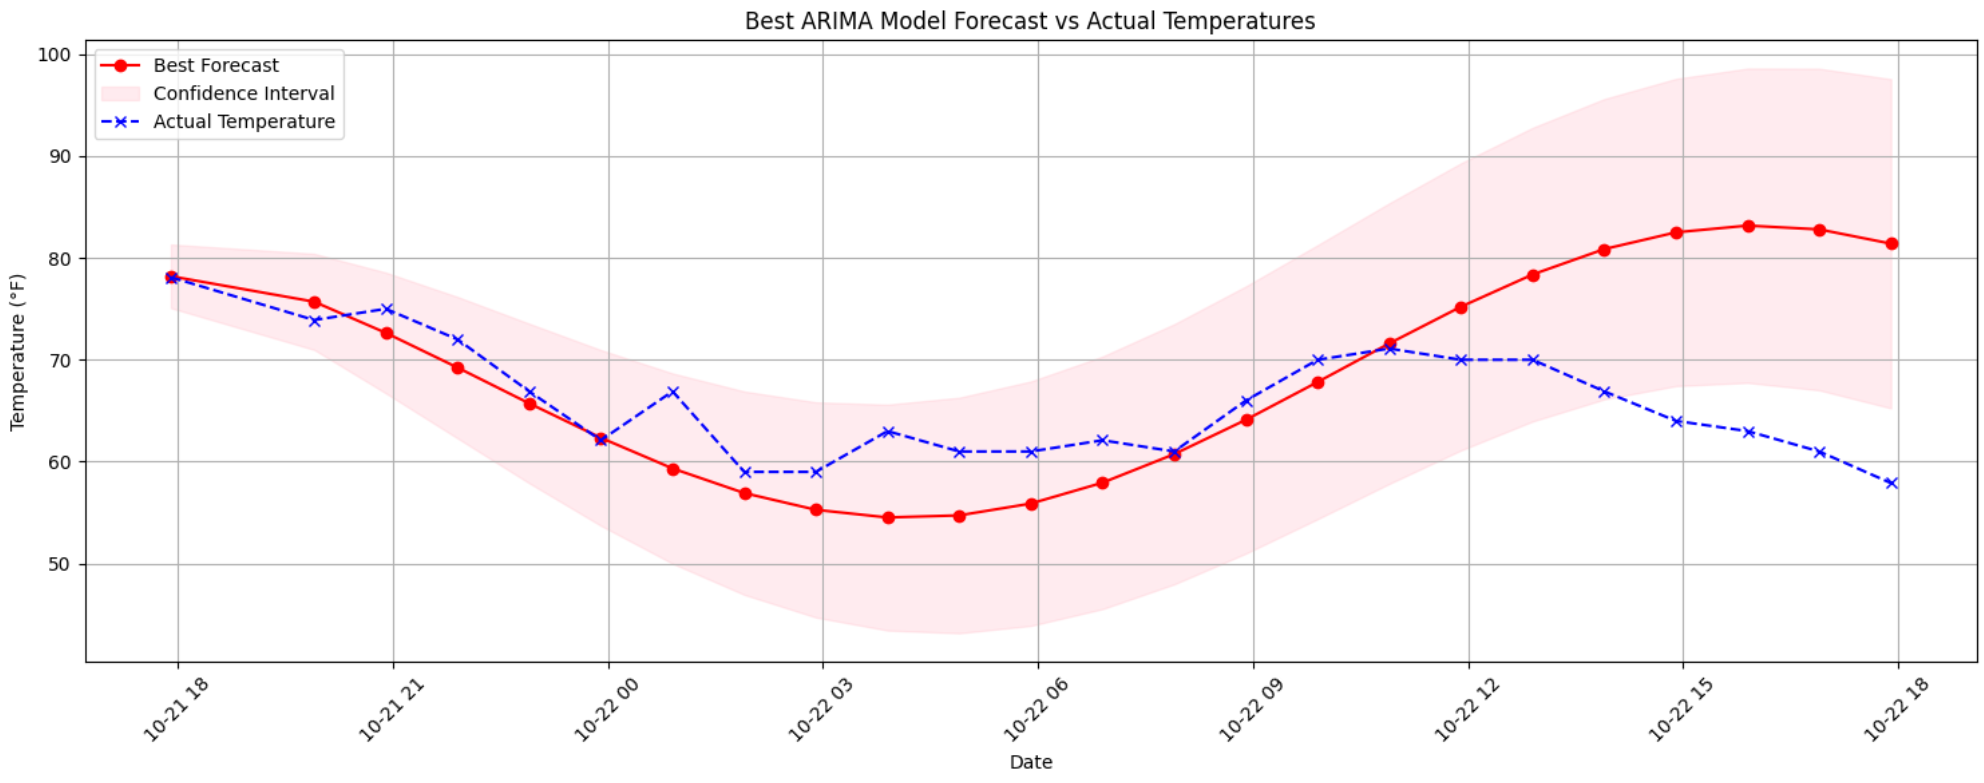 Best ARIMA Model Forecast vs Actual Temperatures
Best Forecast
Confidence Interval
Actual Temperature
Temperature (°F)
100
90
80
70
60
50
10-21 18
10-21 21
10-22 00
10-22 03
10-22 06
10-22 09
10-22 12
10-22 15
10-22 18
Date